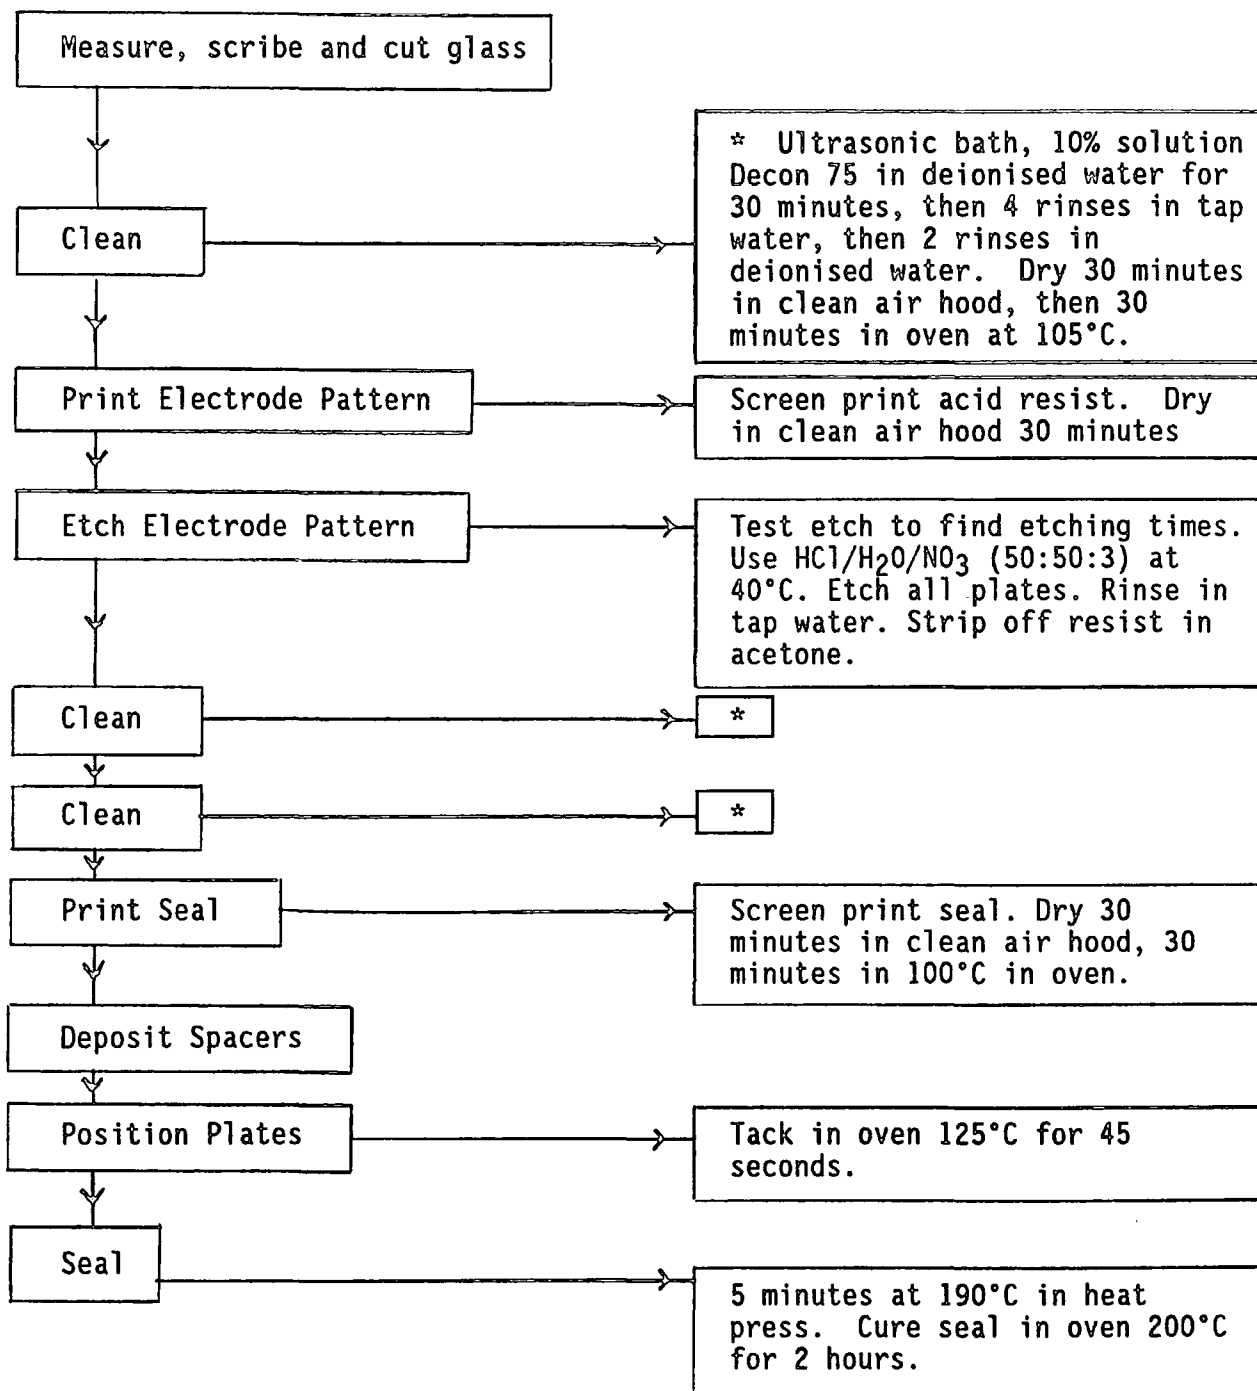 Measure, scribe and cut glass
* Ultrasonic bath, 10% solution
Decon 75 in deionised water for
30 minutes, then 4 rinses in tap
water, then 2 rinses in
deionised water. Dry 30 minutes
in clean air hood, then 30
minutes in oven at 105°C.
Clean
Print Electrode Pattern
Screen print acid resist. Dry
in clean air hood 30 minutes
Etch Electrode Pattern
Test etch to find etching times.
Use HCl/H₂O/NO₃ (50:50:3) at
40°C. Etch all plates. Rinse in
tap water. Strip off resist in
acetone.
Clean
*
Clean
*
Print Seal
Screen print seal. Dry 30
minutes in clean air hood, 30
minutes in 100°C in oven.
Deposit Spacers
Position Plates
Tack in oven 125°C for 45
seconds.
Seal
5 minutes at 190°C in heat
press. Cure seal in oven 200°C
for 2 hours.